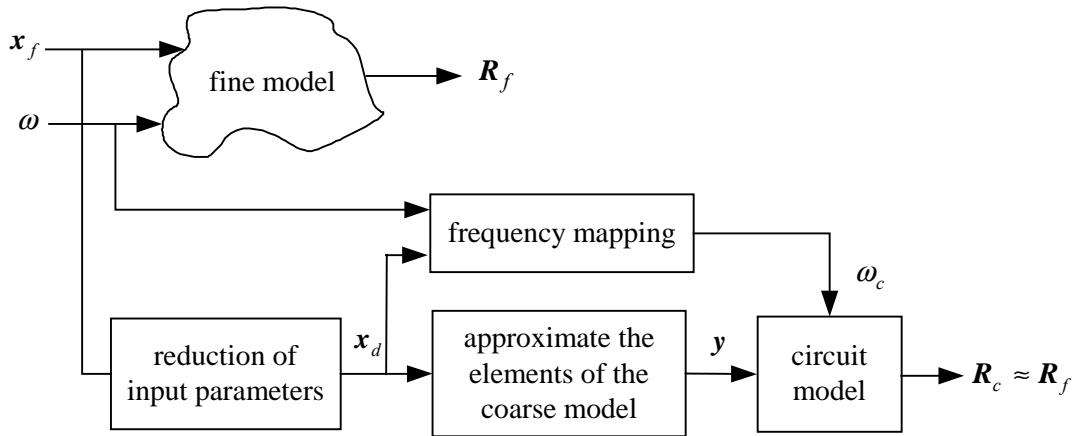 x_f
fine model
R_f
ω
frequency mapping
ω_c
reduction of
input parameters
x_d
approximate the
elements of the
coarse model
y
circuit
model
R_c ≈ R_f